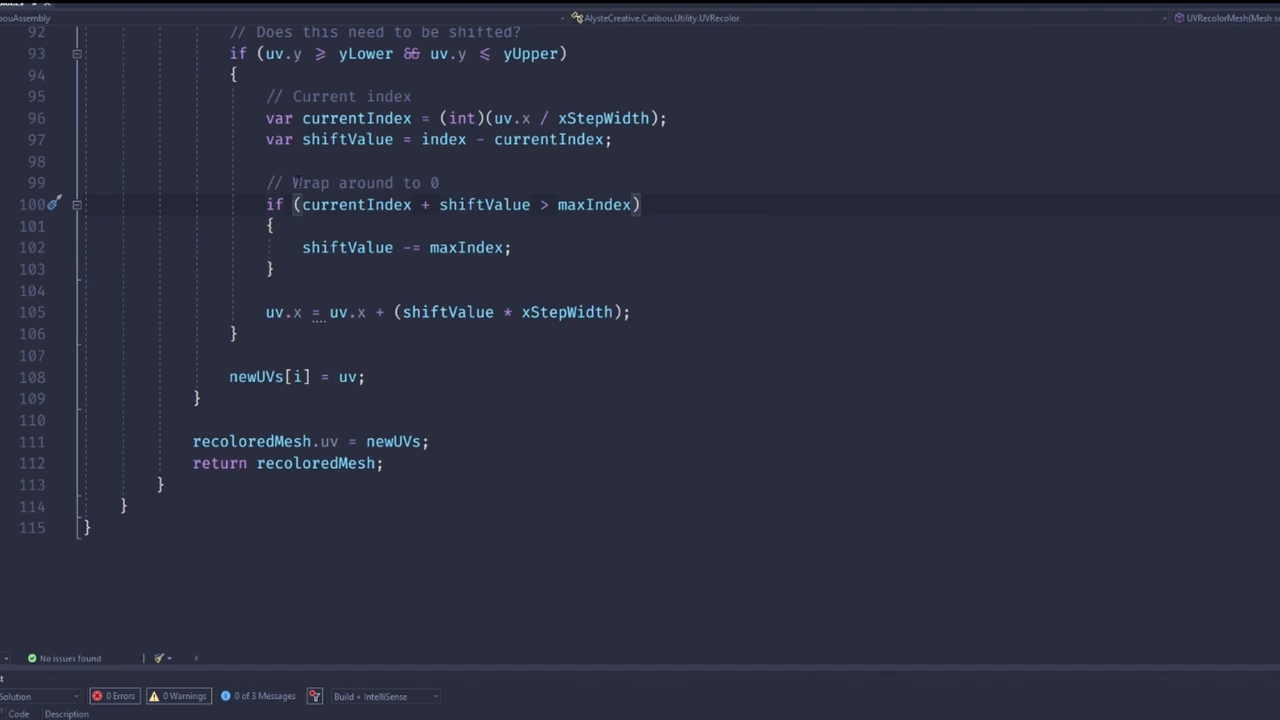 bouAssembly
AlysteCreative.Caribou.Utility.UVRecolor
UVRecolorMesh(Mesh s
92 // Does this need to be shifted?
93 if (uv.y ≥ yLower && uv.y ≤ yUpper)
94 {
95 // Current index
96 var currentIndex = (int)(uv.x / xStepWidth);
97 var shiftValue = index - currentIndex;
98
99 // Wrap around to 0
100 if (currentIndex + shiftValue > maxIndex)
101 {
102 shiftValue -= maxIndex;
103 }
104
105 uv.x = uv.x + (shiftValue * xStepWidth);
106 }
107
108 newUVs[i] = uv;
109 }
110
111 recoloredMesh.uv = newUVs;
112 return recoloredMesh;
113 }
114 }
115 }
No issues found
st
Solution
0 Errors
0 Warnings
0 of 3 Messages
Build + IntelliSense
Code Description